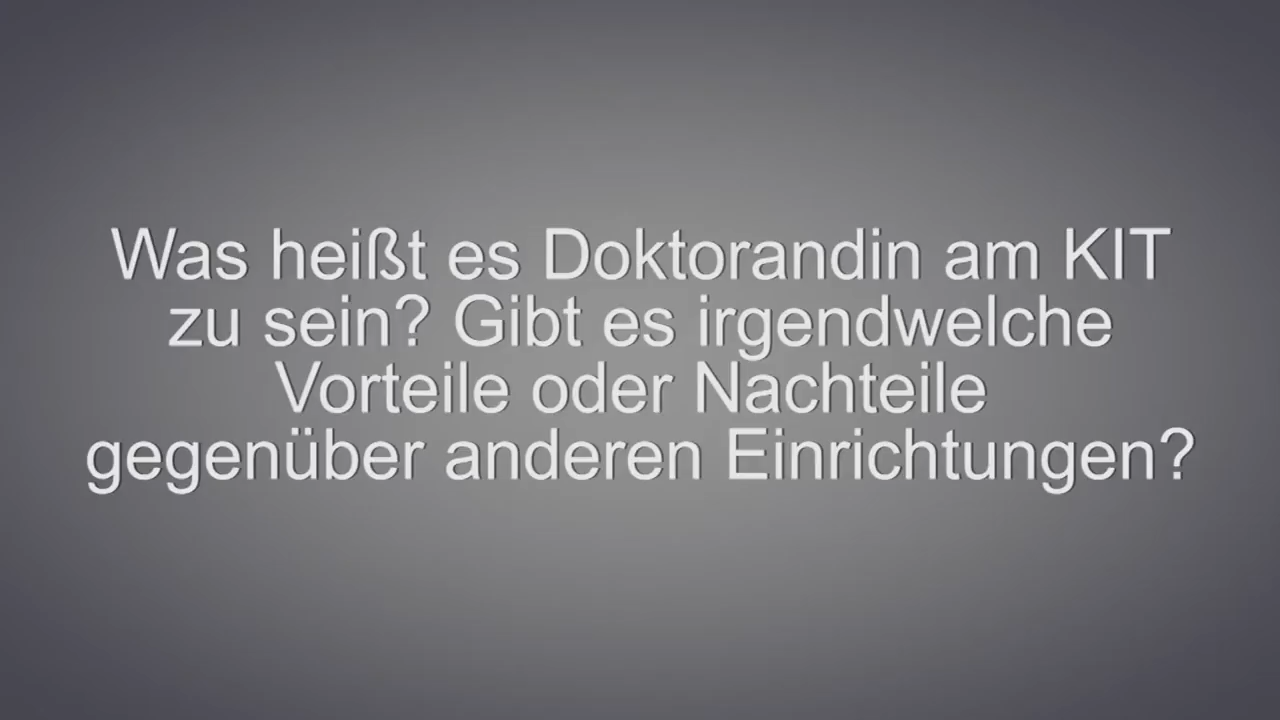 Was heißt es Doktorandin am KIT
zu sein? Gibt es irgendwelche
Vorteile oder Nachteile
gegenüber anderen Einrichtungen?